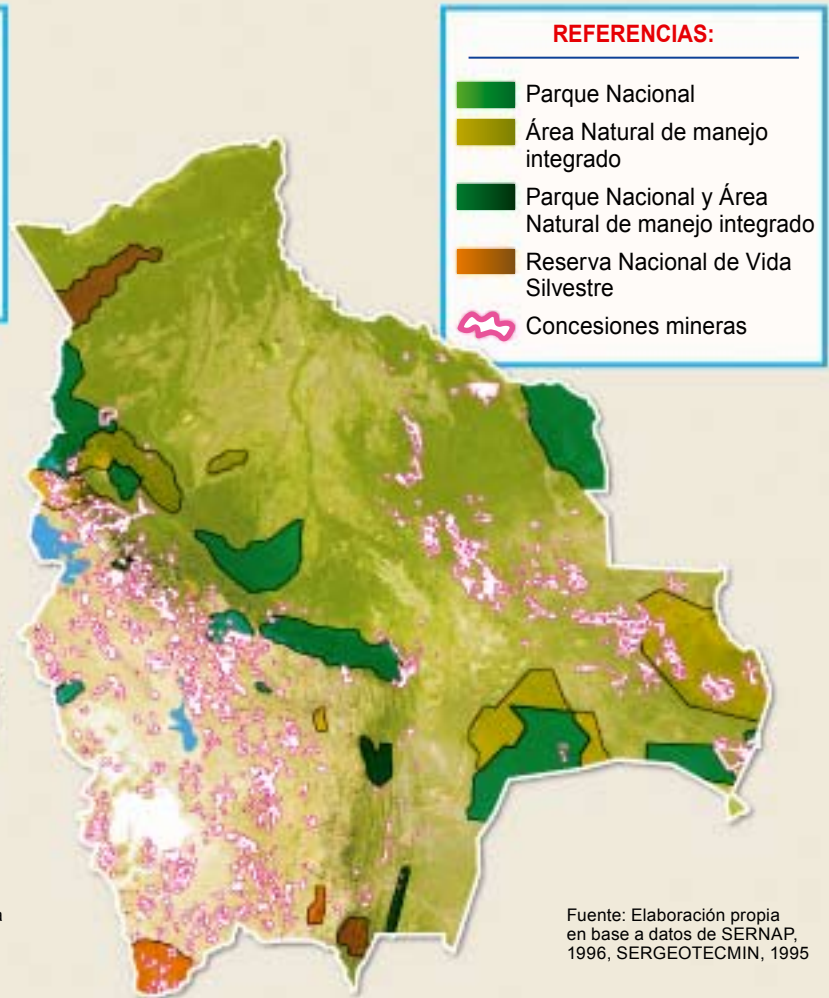 REFERENCIAS:
Parque Nacional
Área Natural de manejo
integrado
Parque Nacional y Área
Natural de manejo integrado
Reserva Nacional de Vida
Silvestre
Concesiones mineras
Fuente: Elaboración propia
en base a datos de SERNAP,
1996, SERGEOTECMIN, 1995